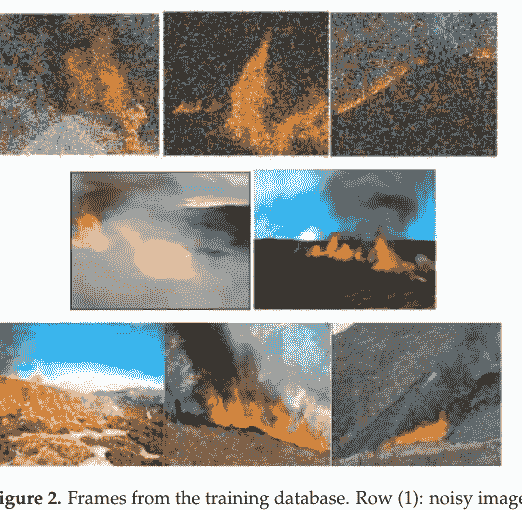 igure 2. Frames from the training database. Row (1): noisy image